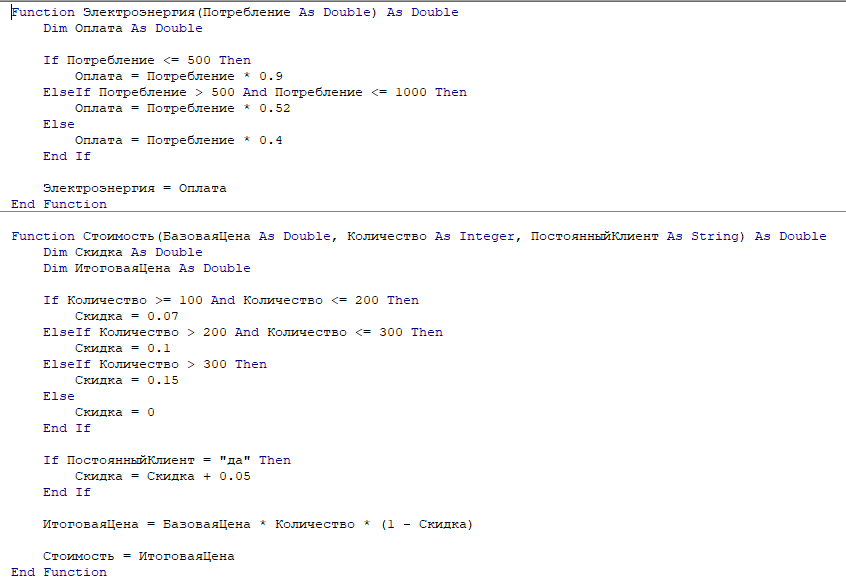 Function Электроэнергия(Потребление As Double) As Double
    Dim Оплата As Double

    If Потребление <= 500 Then
        Оплата = Потребление * 0.9
    ElseIf Потребление > 500 And Потребление <= 1000 Then
        Оплата = Потребление * 0.52
    Else
        Оплата = Потребление * 0.4
    End If

    Электроэнергия = Оплата
End Function

Function Стоимость(БазоваяЦена As Double, Количество As Integer, ПостоянныйКлиент As String) As Double
    Dim Скидка As Double
    Dim ИтоговаяЦена As Double

    If Количество >= 100 And Количество <= 200 Then
        Скидка = 0.07
    ElseIf Количество > 200 And Количество <= 300 Then
        Скидка = 0.1
    ElseIf Количество > 300 Then
        Скидка = 0.15
    Else
        Скидка = 0
    End If

    If ПостоянныйКлиент = "да" Then
        Скидка = Скидка + 0.05
    End If

    ИтоговаяЦена = БазоваяЦена * Количество * (1 - Скидка)

    Стоимость = ИтоговаяЦена
End Function